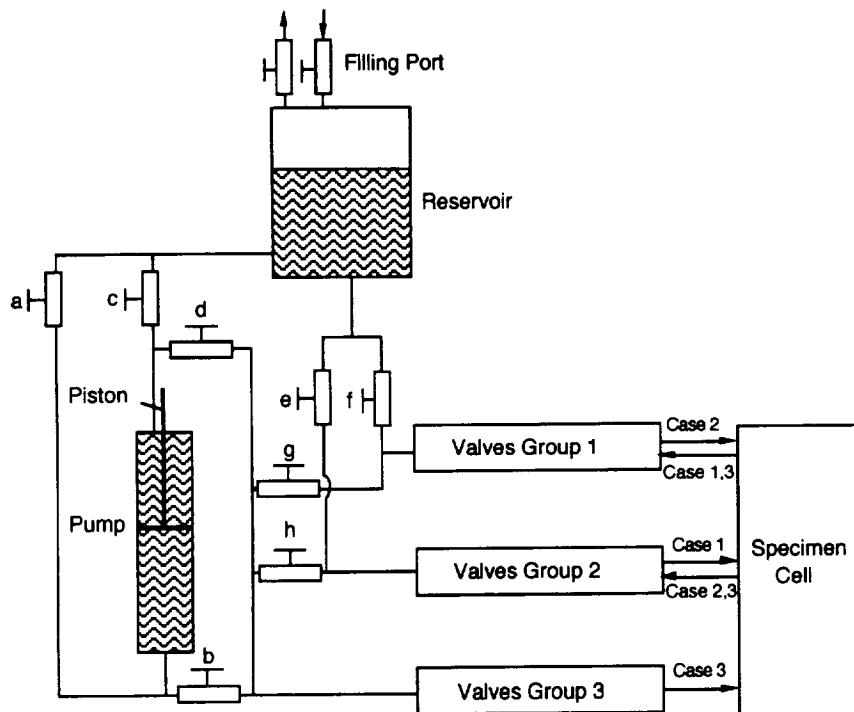 Filling Port
Reservoir
a
c
d
Piston
e
f
Case 2
Valves Group 1
g
Case 1,3
Pump
h
Case 1
Valves Group 2
Specimen
Cell
Case 2,3
b
Case 3
Valves Group 3